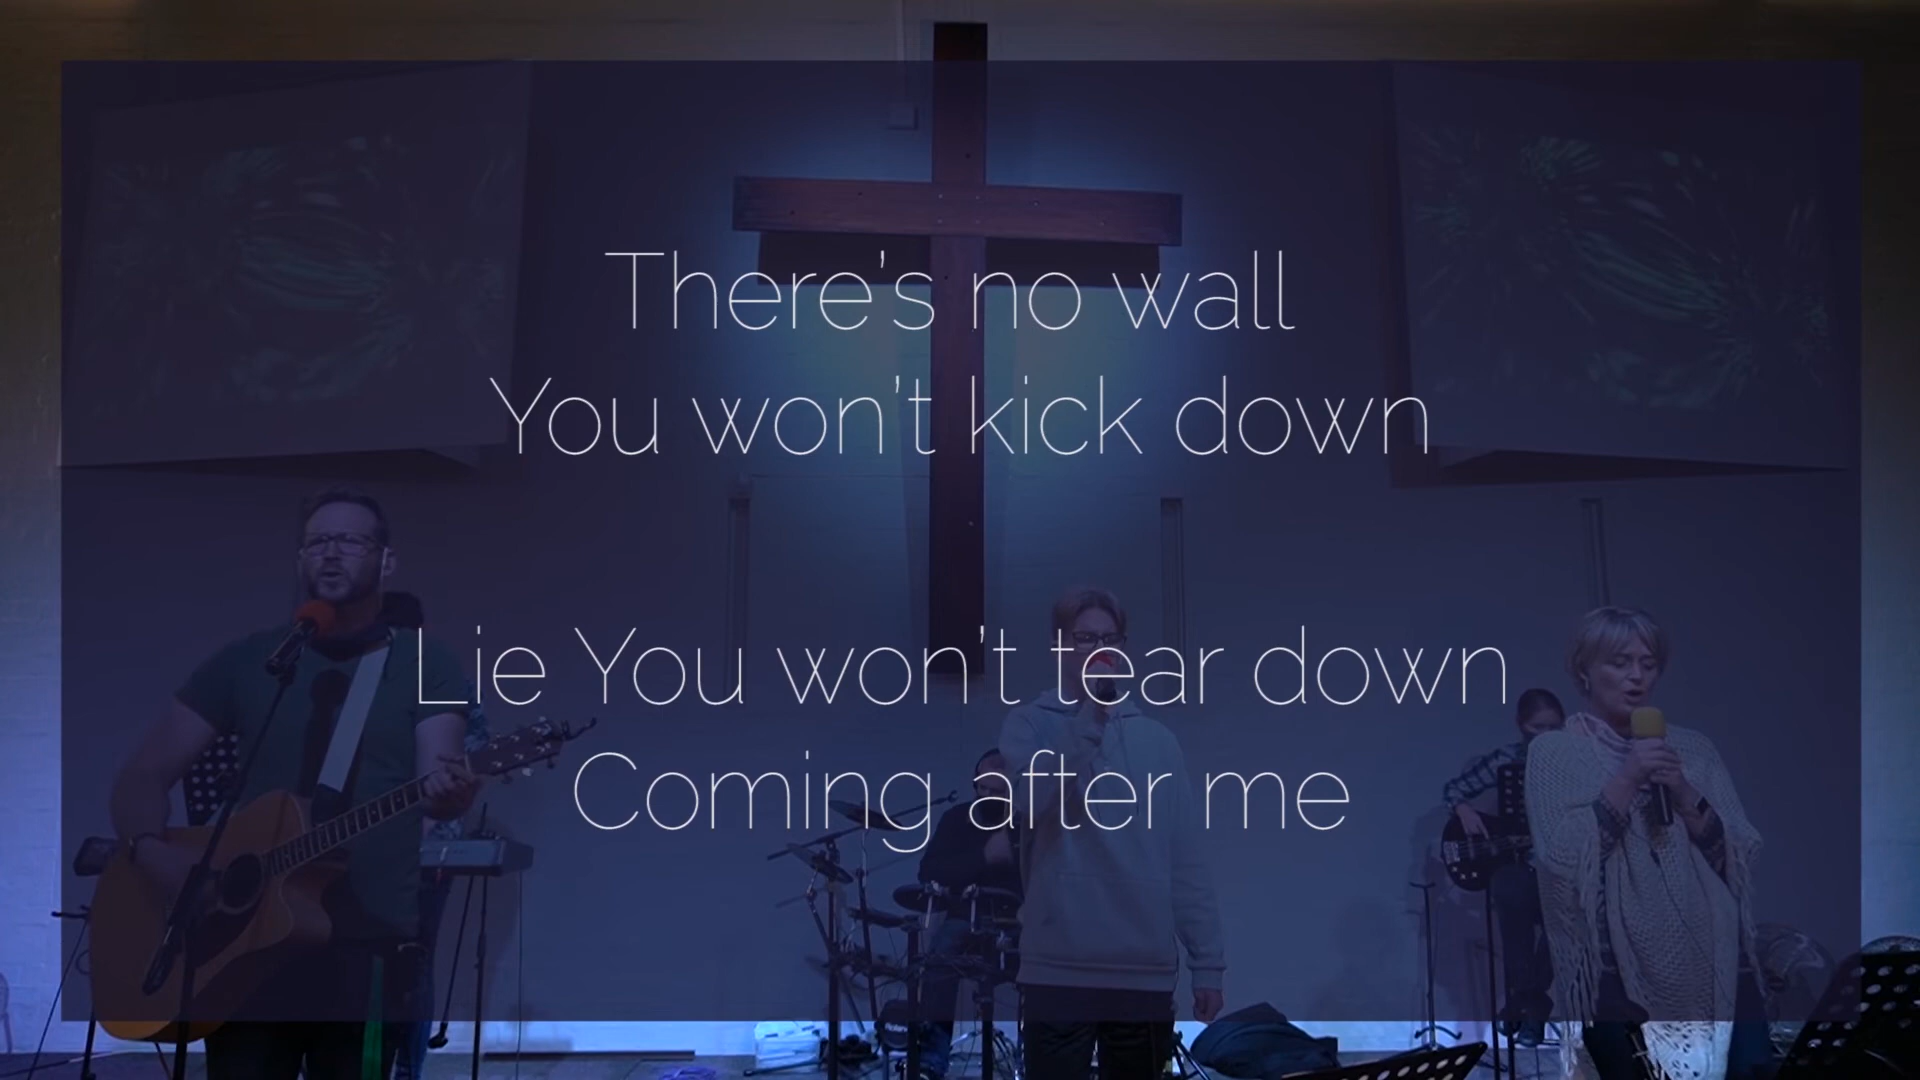 There's no wall
You won't kick down
Lie You won't tear down
Coming after me